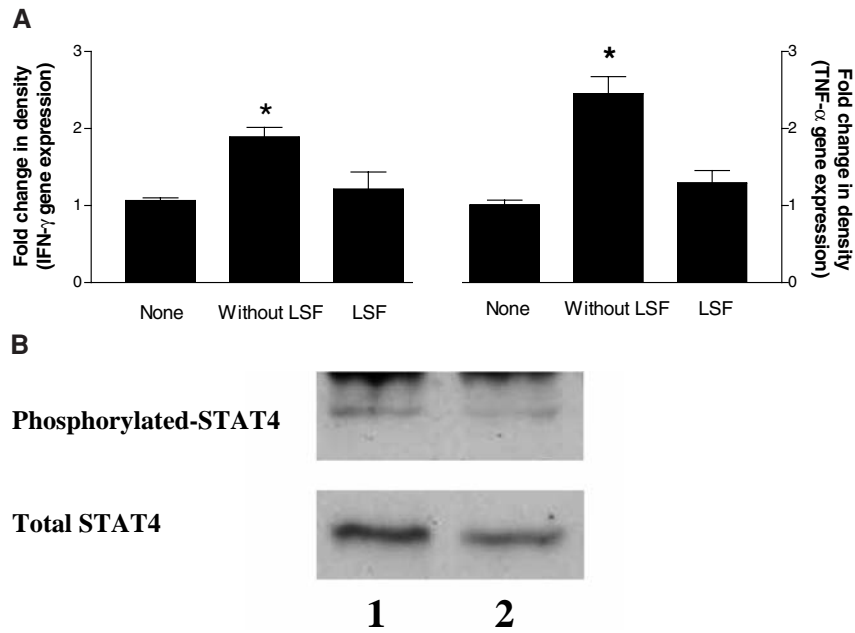 A
Fold change in density
(IFN-γ gene expression)
3
2
1
0
*
None
Without LSF
LSF
*
None
Without LSF
LSF
3
2
1
0
Fold change in density
(TNF-α gene expression)
B
Phosphorylated-STAT4
Total STAT4
1
2